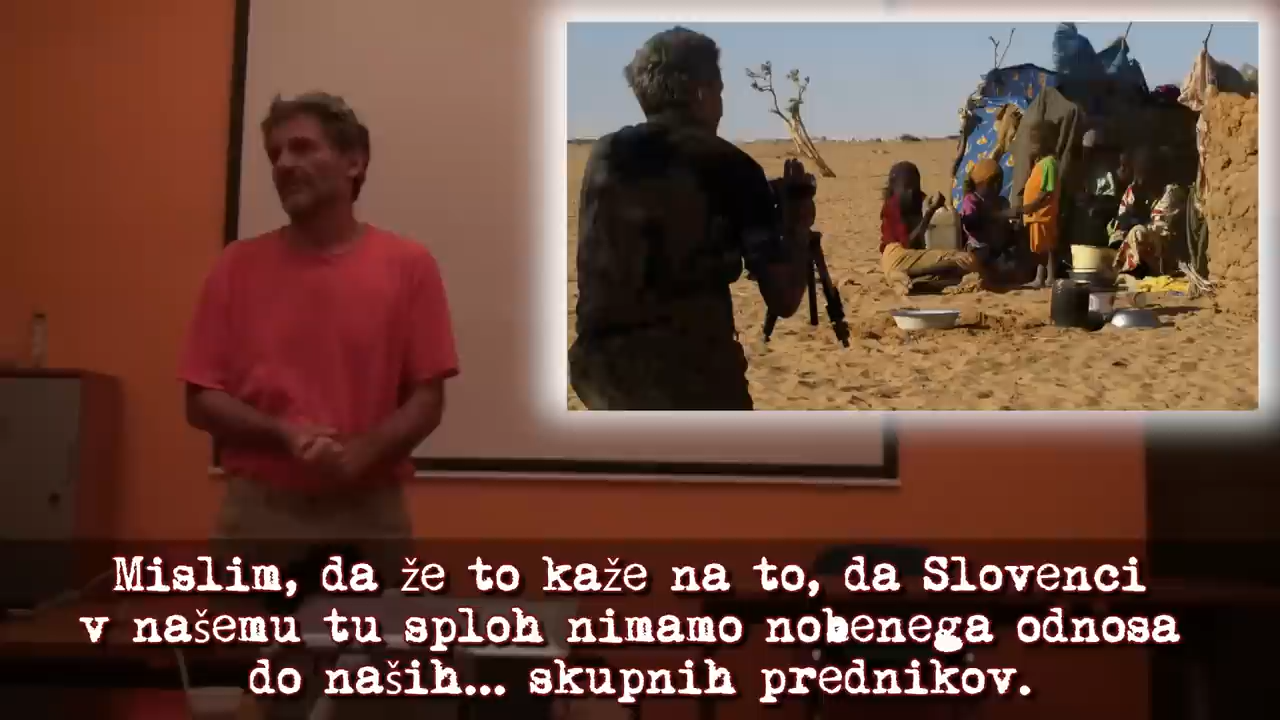 Mislim, da že to kaže na to, da Slovenci
v našemu tu sploh nimamo nobenega odnosa
do naših... skupnih prednikov.